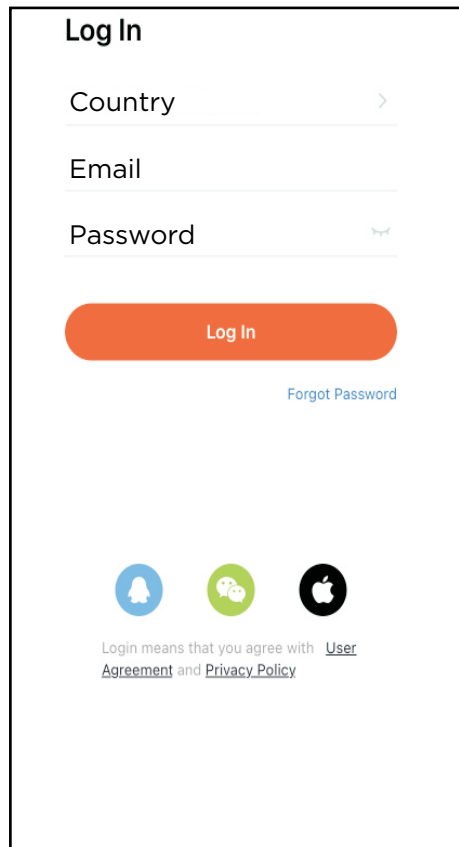 Log In
Country
Email
Password
Log In
Forgot Password
Login means that you agree with User
Agreement and Privacy Policy